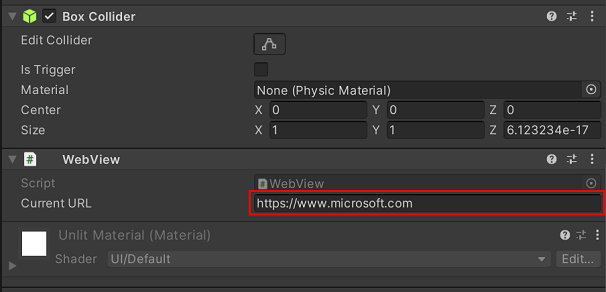 Box Collider
Edit Collider
Is Trigger
Material None (Physic Material)
Center X 0 Y 0 Z 0
Size X 1 Y 1 Z 6.123234e-17
# WebView
Script # WebView
Current URL https://www.microsoft.com
Unlit Material (Material)
Shader UI/Default Edit...